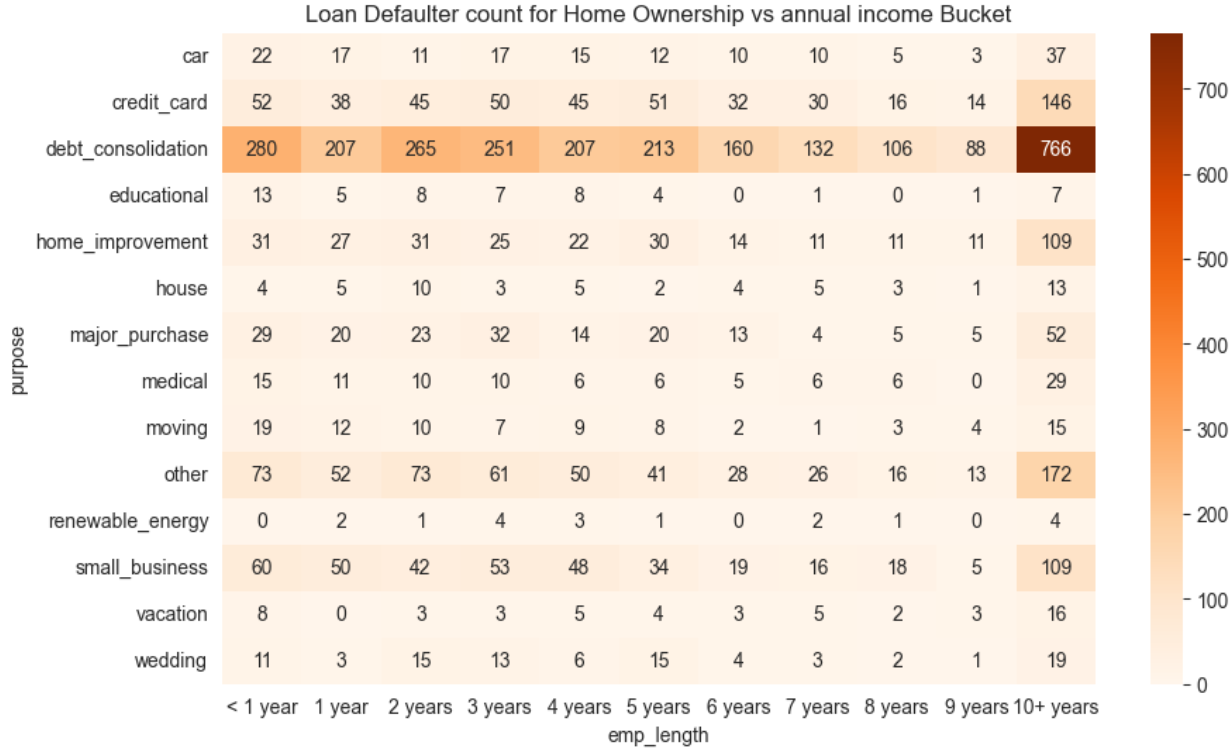 Loan Defaulter count for Home Ownership vs annual income Bucket
purpose
car 22 17 11 17 15 12 10 10 5 3 37
credit_card 52 38 45 50 45 51 32 30 16 14 146
debt_consolidation 280 207 265 251 207 213 160 132 106 88 766
educational 13 5 8 7 8 4 0 1 0 1 7
home_improvement 31 27 31 25 22 30 14 11 11 11 109
house 4 5 10 3 5 2 4 5 3 1 13
major_purchase 29 20 23 32 14 20 13 4 5 5 52
medical 15 11 10 10 6 6 5 6 6 0 29
moving 19 12 10 7 9 8 2 1 3 4 15
other 73 52 73 61 50 41 28 26 16 13 172
renewable_energy 0 2 1 4 3 1 0 2 1 0 4
small_business 60 50 42 53 48 34 19 16 18 5 109
vacation 8 0 3 3 5 4 3 5 2 3 16
wedding 11 3 15 13 6 15 4 3 2 1 19
< 1 year 1 year 2 years 3 years 4 years 5 years 6 years 7 years 8 years 9 years 10+ years
emp_length
700
600
500
400
300
200
100
0